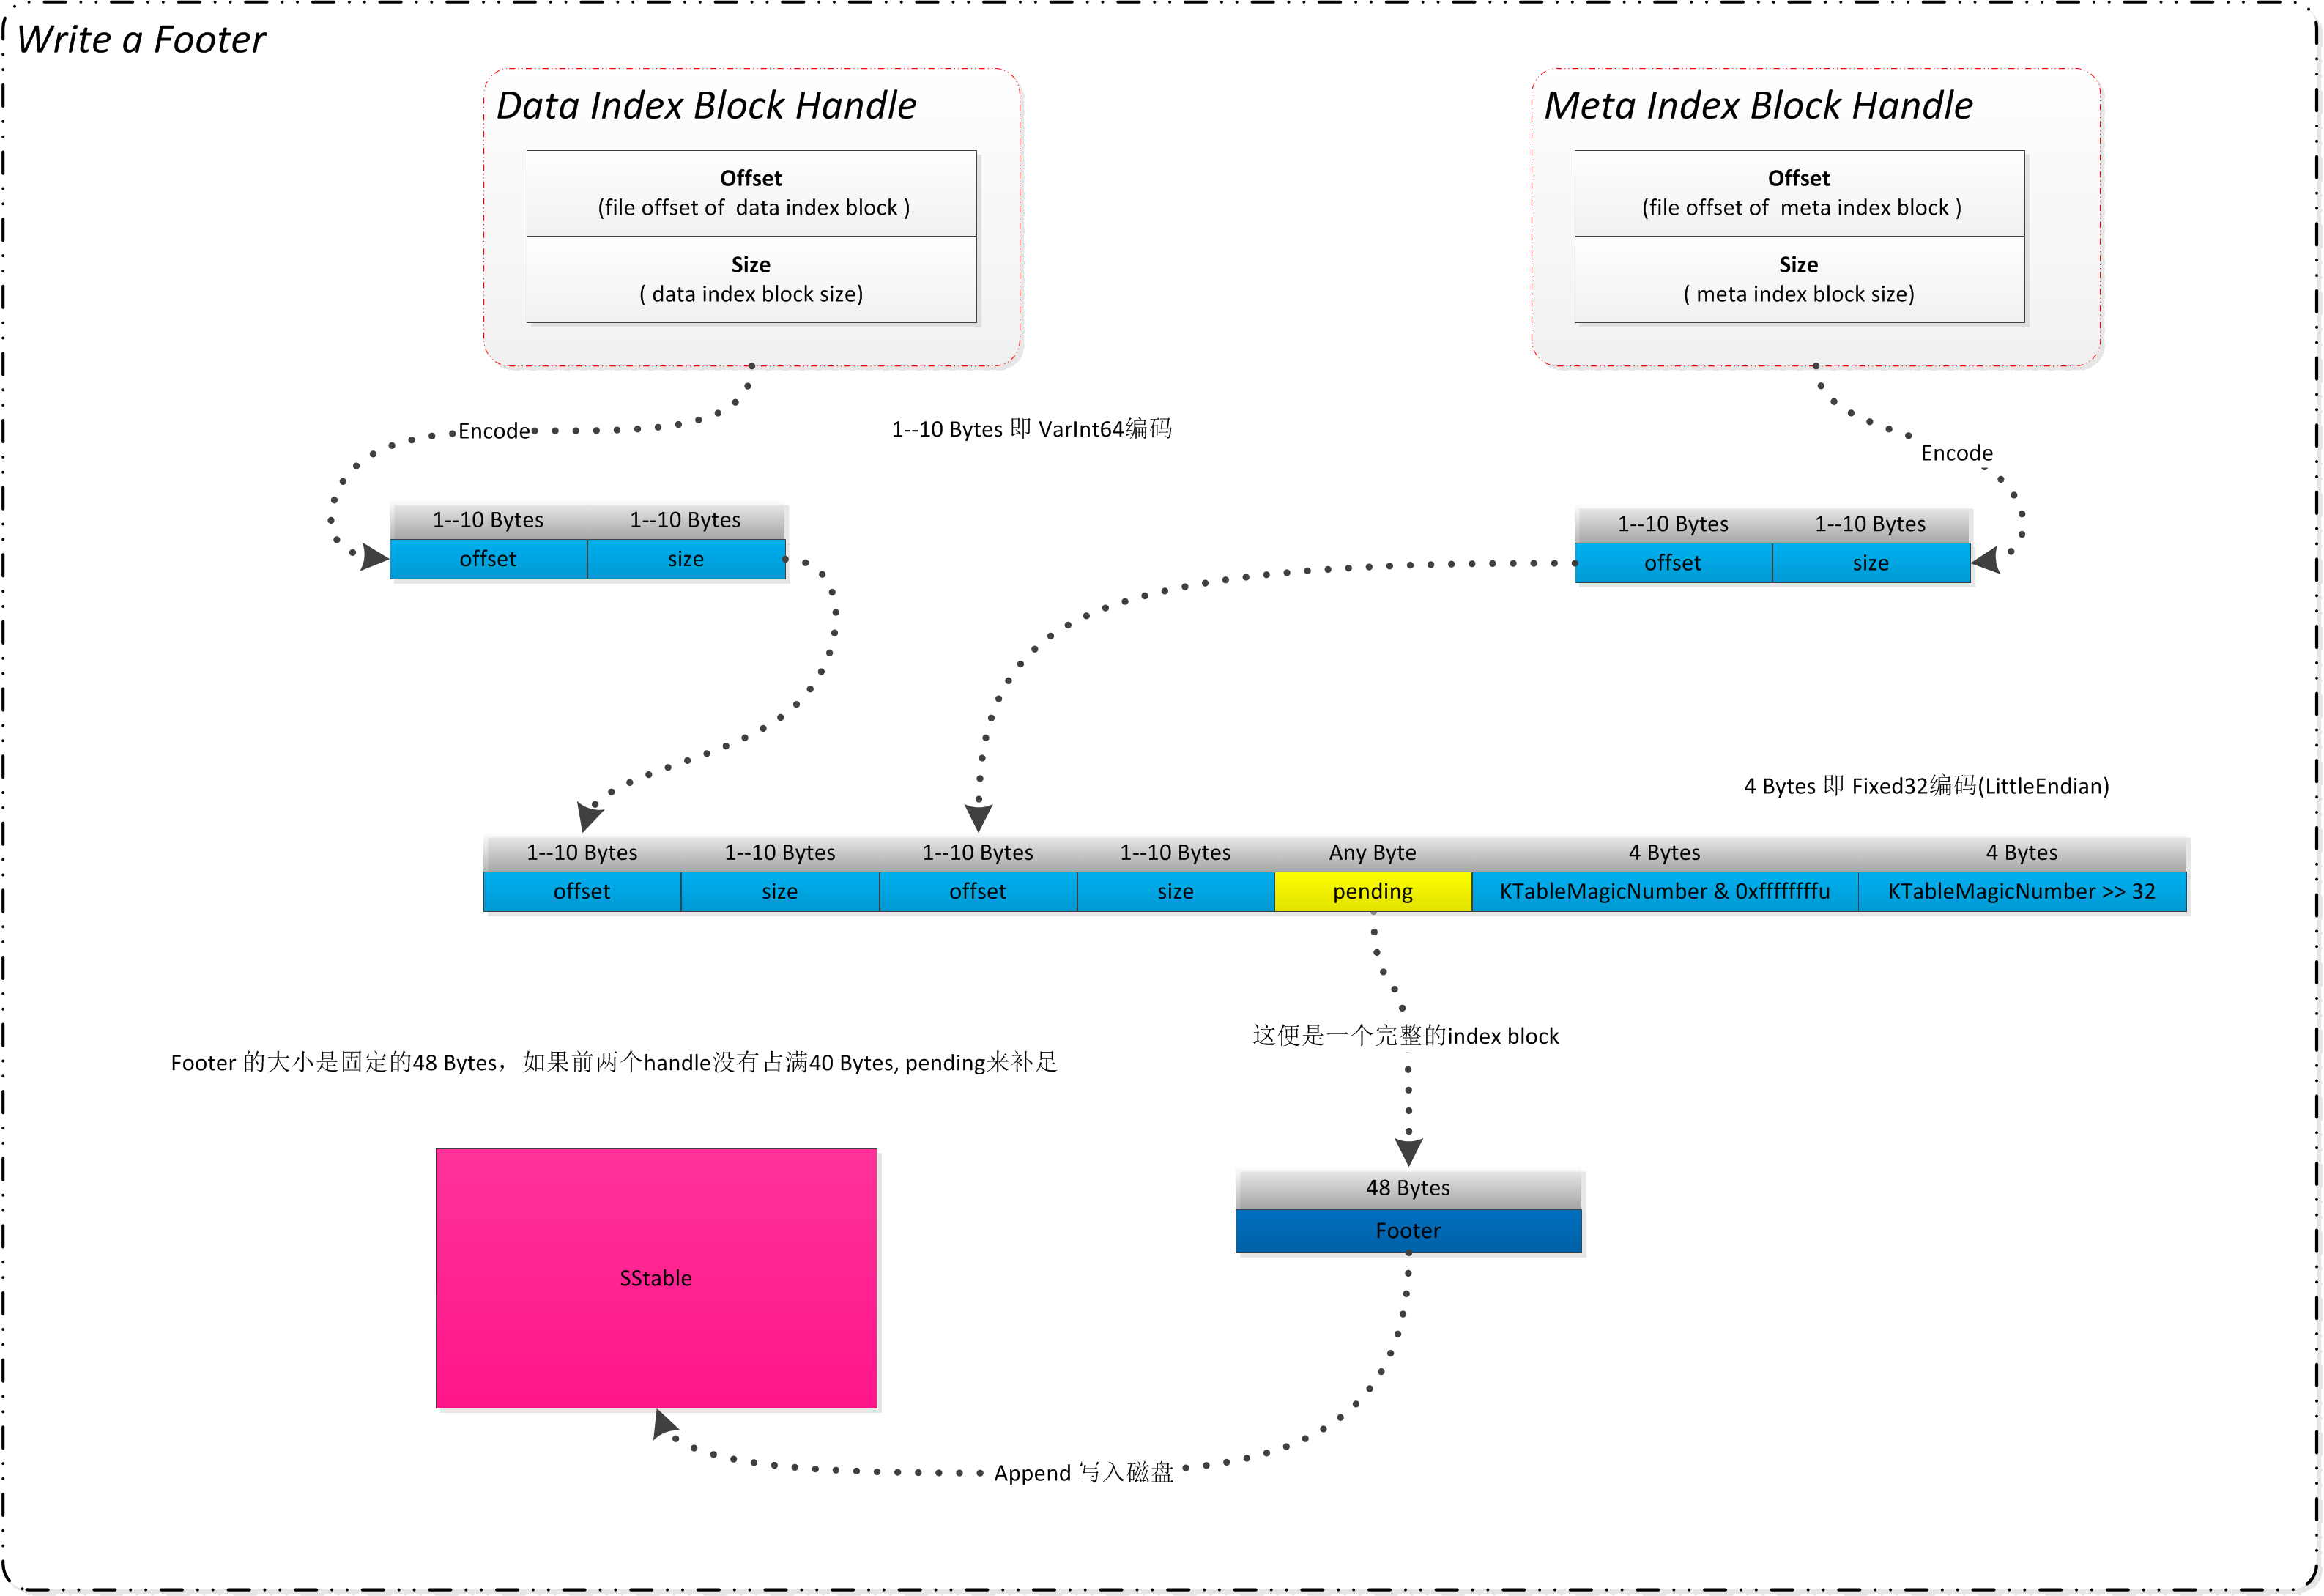 Write a Footer
Data Index Block Handle
Offset
(file offset of  data index block )
Size
( data index block size)
Meta Index Block Handle
Offset
(file offset of  meta index block )
Size
( meta index block size)
Encode
1--10 Bytes 即 VarInt64编码
Encode
1--10 Bytes 1--10 Bytes
offset size
1--10 Bytes 1--10 Bytes
offset size
4 Bytes 即 Fixed32编码(LittleEndian)
1--10 Bytes 1--10 Bytes 1--10 Bytes 1--10 Bytes Any Byte 4 Bytes 4 Bytes
offset size offset size pending KTableMagicNumber & 0xffffffffu KTableMagicNumber >> 32
这便是一个完整的index block
Footer 的大小是固定的48 Bytes，如果前两个handle没有占满40 Bytes, pending来补足
48 Bytes
Footer
SStable
Append 写入磁盘